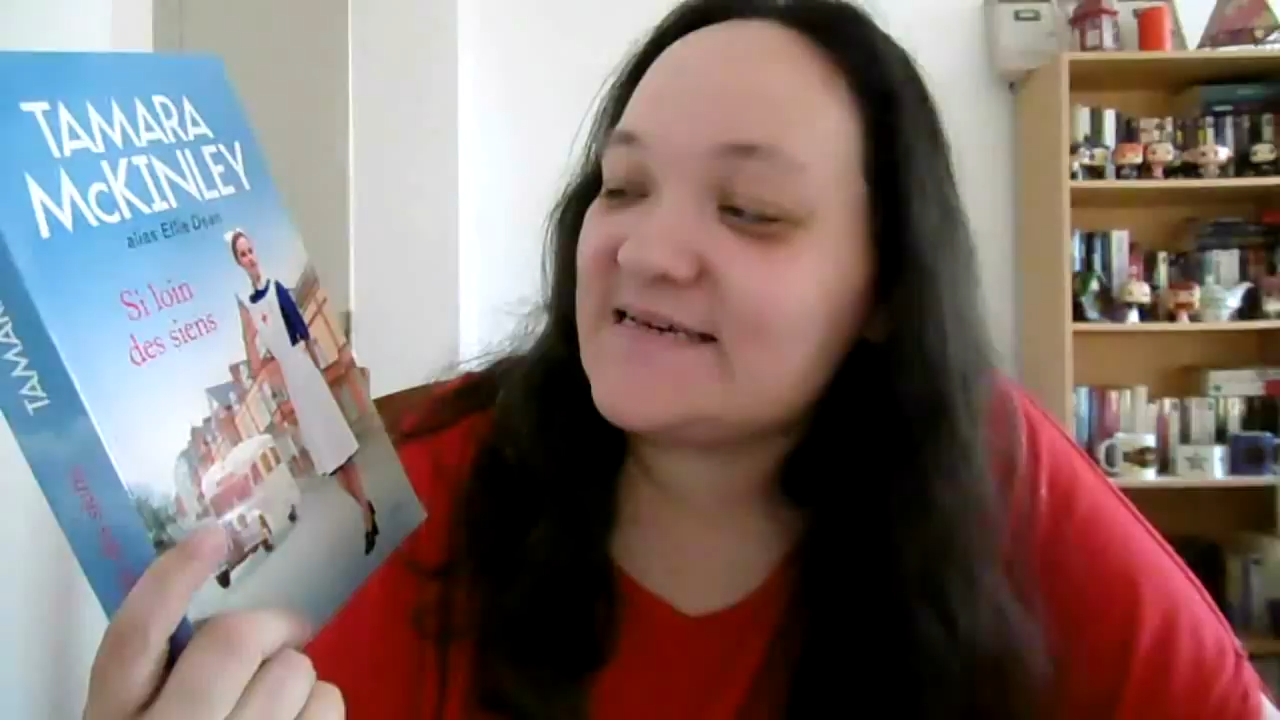 TAMARA
McKINLEY
alias Ellie Dean
Si loin
des siens
TAMARA